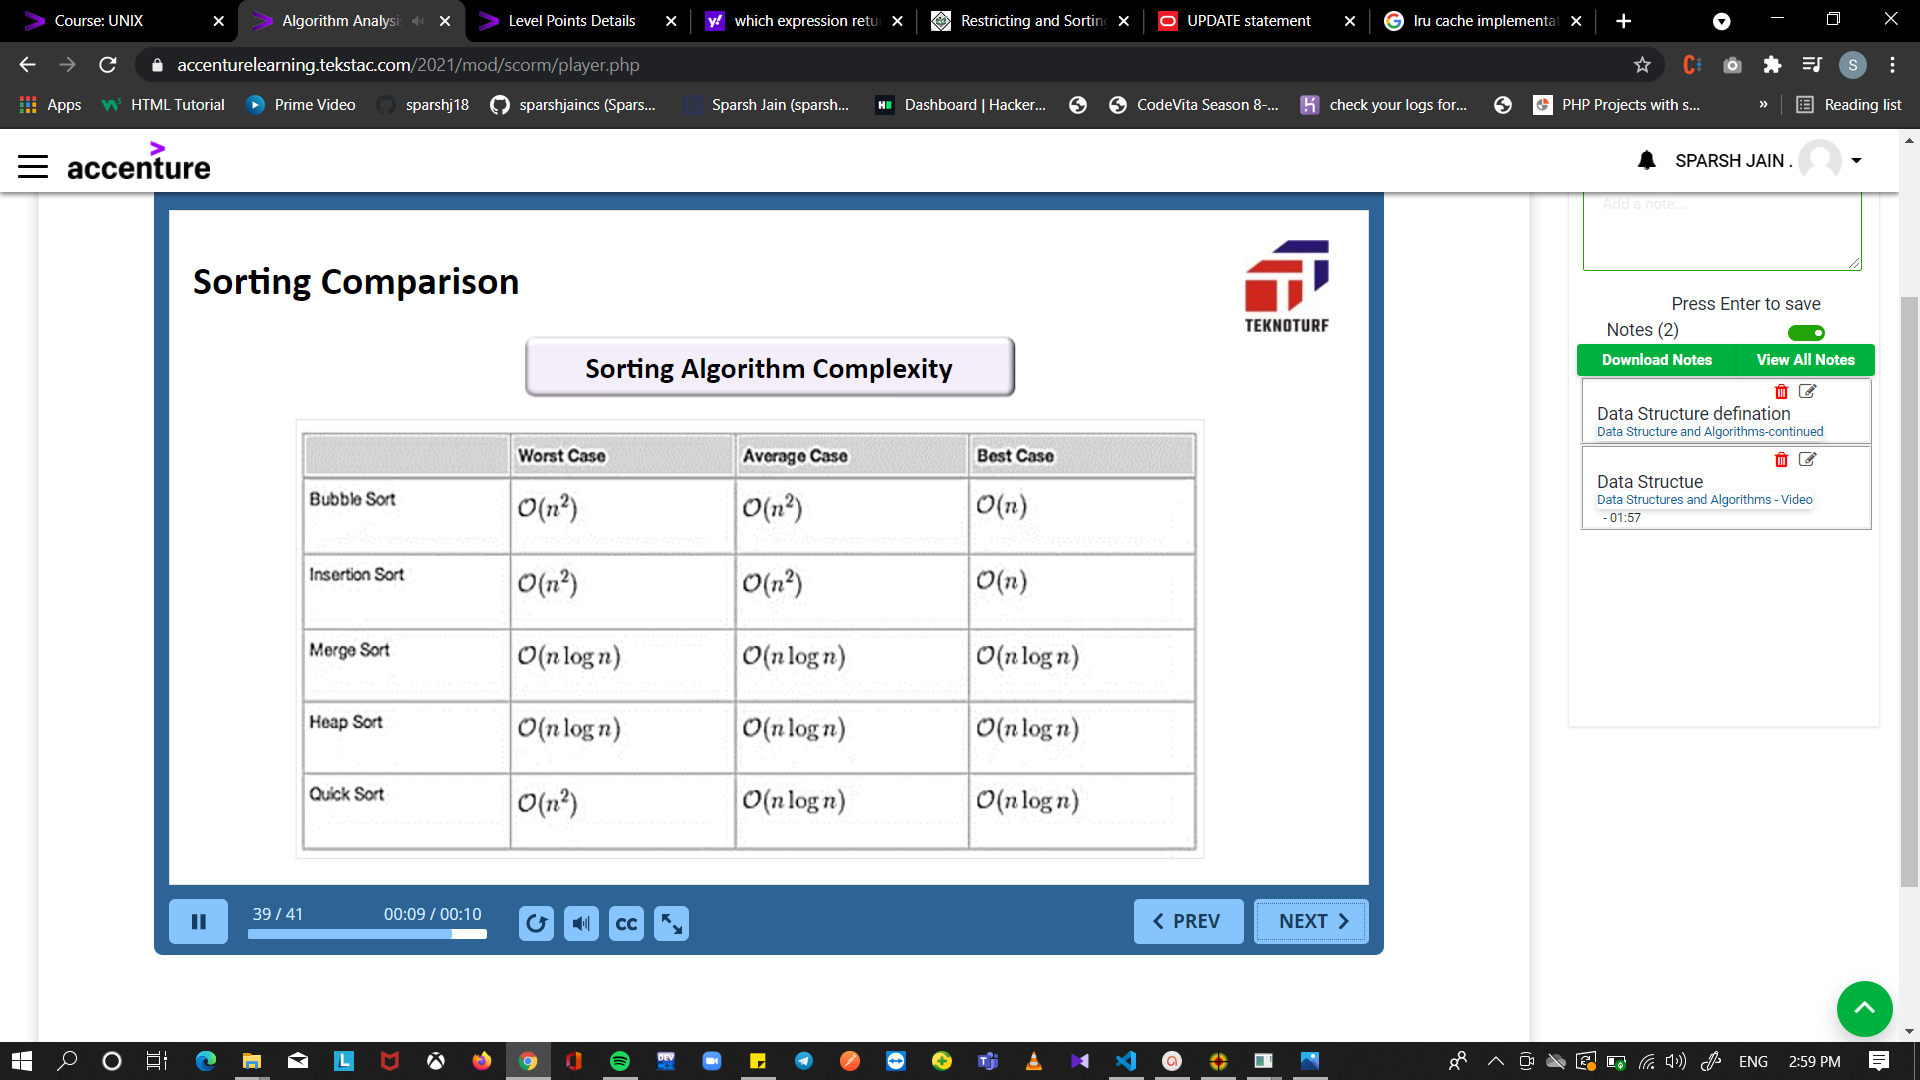 Course: UNIX
Algorithm Analysi
Level Points Details
which expression retu
Restricting and Sortin
UPDATE statement
lru cache implementat
accenturelearning.tekstac.com/2021/mod/scorm/player.php
S
Apps
HTML Tutorial
Prime Video
sparshj18
sparshjaincs (Spars...
Sparsh Jain (sparsh...
Dashboard | Hacker...
CodeVita Season 8-...
check your logs for...
PHP Projects with s...
»
Reading list
accenture
SPARSH JAIN .
Add a note...
Sorting Comparison
TEKNOTURF
Sorting Algorithm Complexity
Worst Case Average Case Best Case
Bubble Sort O(n²) O(n²) O(n)
Insertion Sort O(n²) O(n²) O(n)
Merge Sort O(n log n) O(n log n) O(n log n)
Heap Sort O(n log n) O(n log n) O(n log n)
Quick Sort O(n²) O(n log n) O(n log n)
39 / 41
00:09 / 00:10
CC
PREV
NEXT
Press Enter to save
Notes (2)
Download Notes
View All Notes
Data Structure defination
Data Structure and Algorithms-continued
Data Structue
Data Structures and Algorithms - Video
- 01:57
ENG
2:59 PM